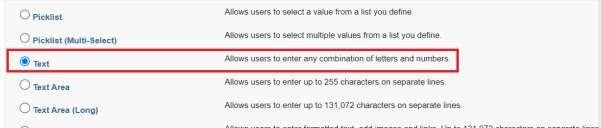 Picklist Allows users to select a value from a list you define.
Picklist (Multi-Select) Allows users to select multiple values from a list you define.
Text Allows users to enter any combination of letters and numbers.
Text Area Allows users to enter up to 255 characters on separate lines.
Text Area (Long) Allows users to enter up to 131,072 characters on separate lines.
Allows users to enter formatted text, add images and links. Up to 131,072 characters on separate lines